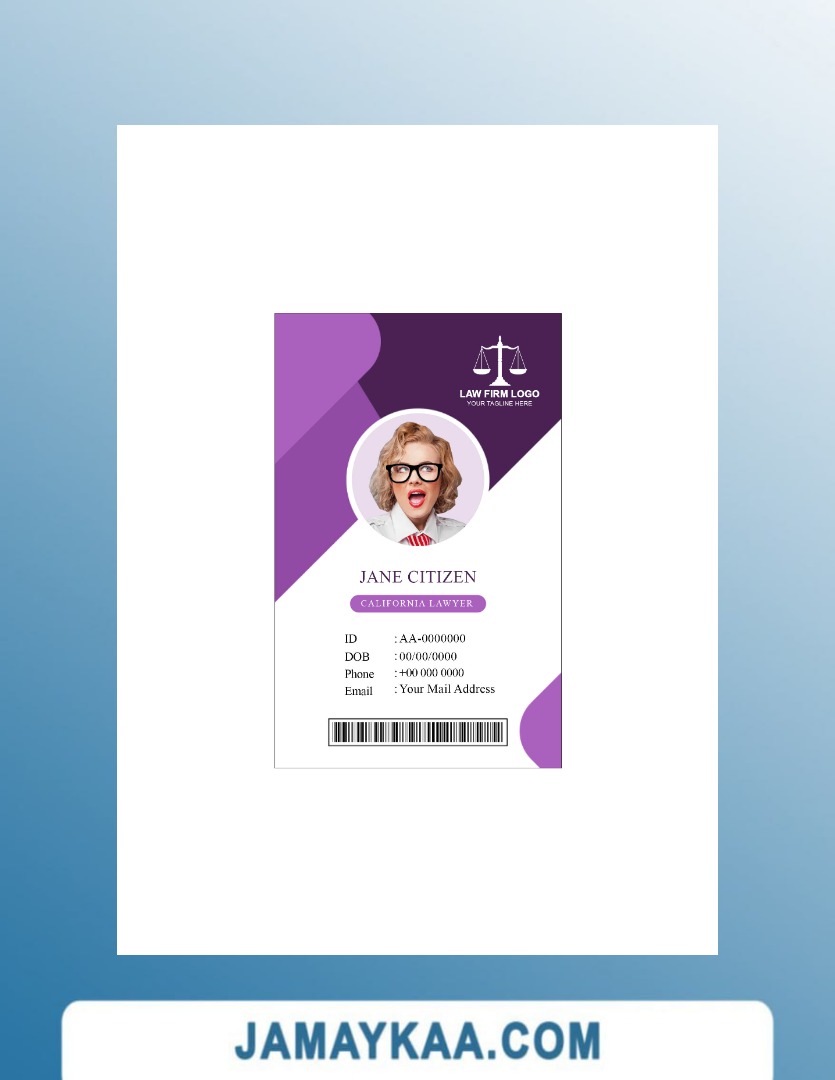 LAW FIRM LOGO
YOUR TAGLINE HERE
JANE CITIZEN
CALIFORNIA LAWYER
ID : AA-0000000
DOB : 00/00/0000
Phone : +00 000 0000
Email : Your Mail Address
JAMAYKAA.COM